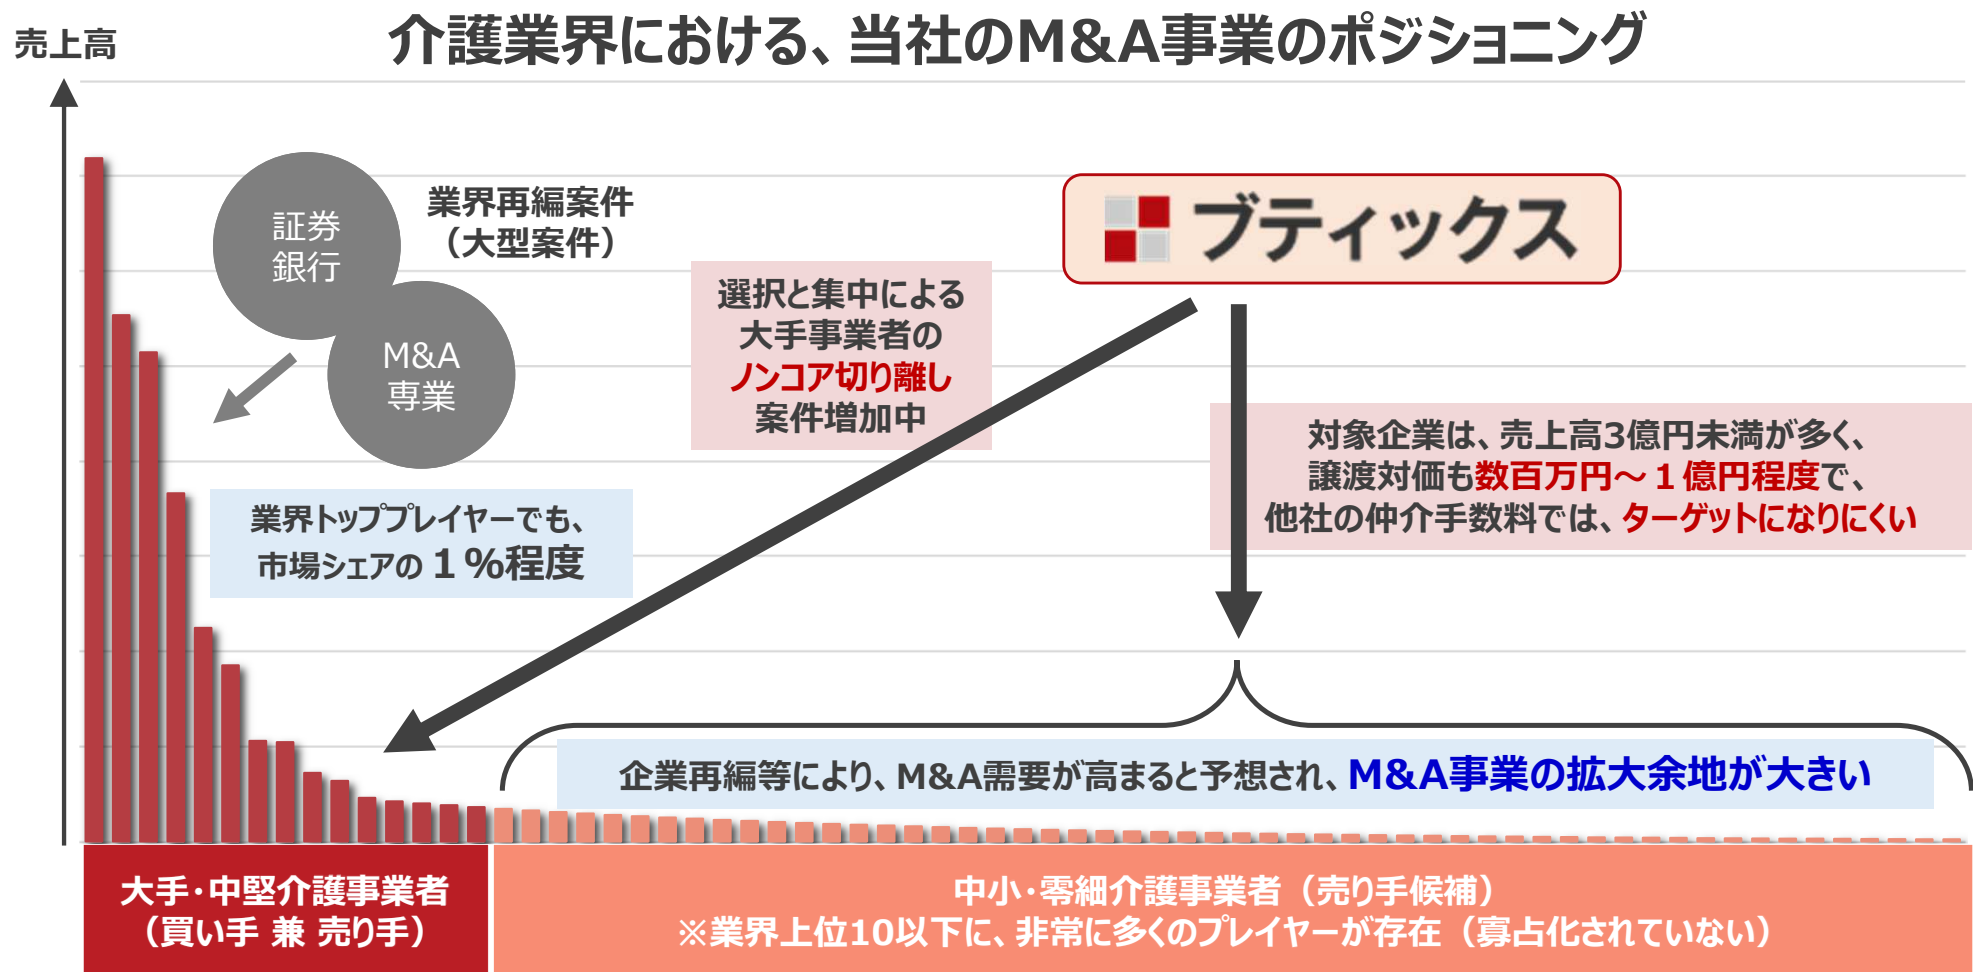 介護業界における、当社のM&A事業のポジショニング
売上高
証券
銀行
業界再編案件
（大型案件）
M&A
専業
ブティックス
選択と集中による
大手事業者の
ノンコア切り離し
案件増加中
対象企業は、売上高3億円未満が多く、
譲渡対価も数百万円～１億円程度で、
他社の仲介手数料では、ターゲットになりにくい
業界トッププレイヤーでも、
市場シェアの１%程度
企業再編等により、M&A需要が高まると予想され、M&A事業の拡大余地が大きい
大手・中堅介護事業者
（買い手 兼 売り手）
中小・零細介護事業者（売り手候補）
※業界上位10以下に、非常に多くのプレイヤーが存在（寡占化されていない）